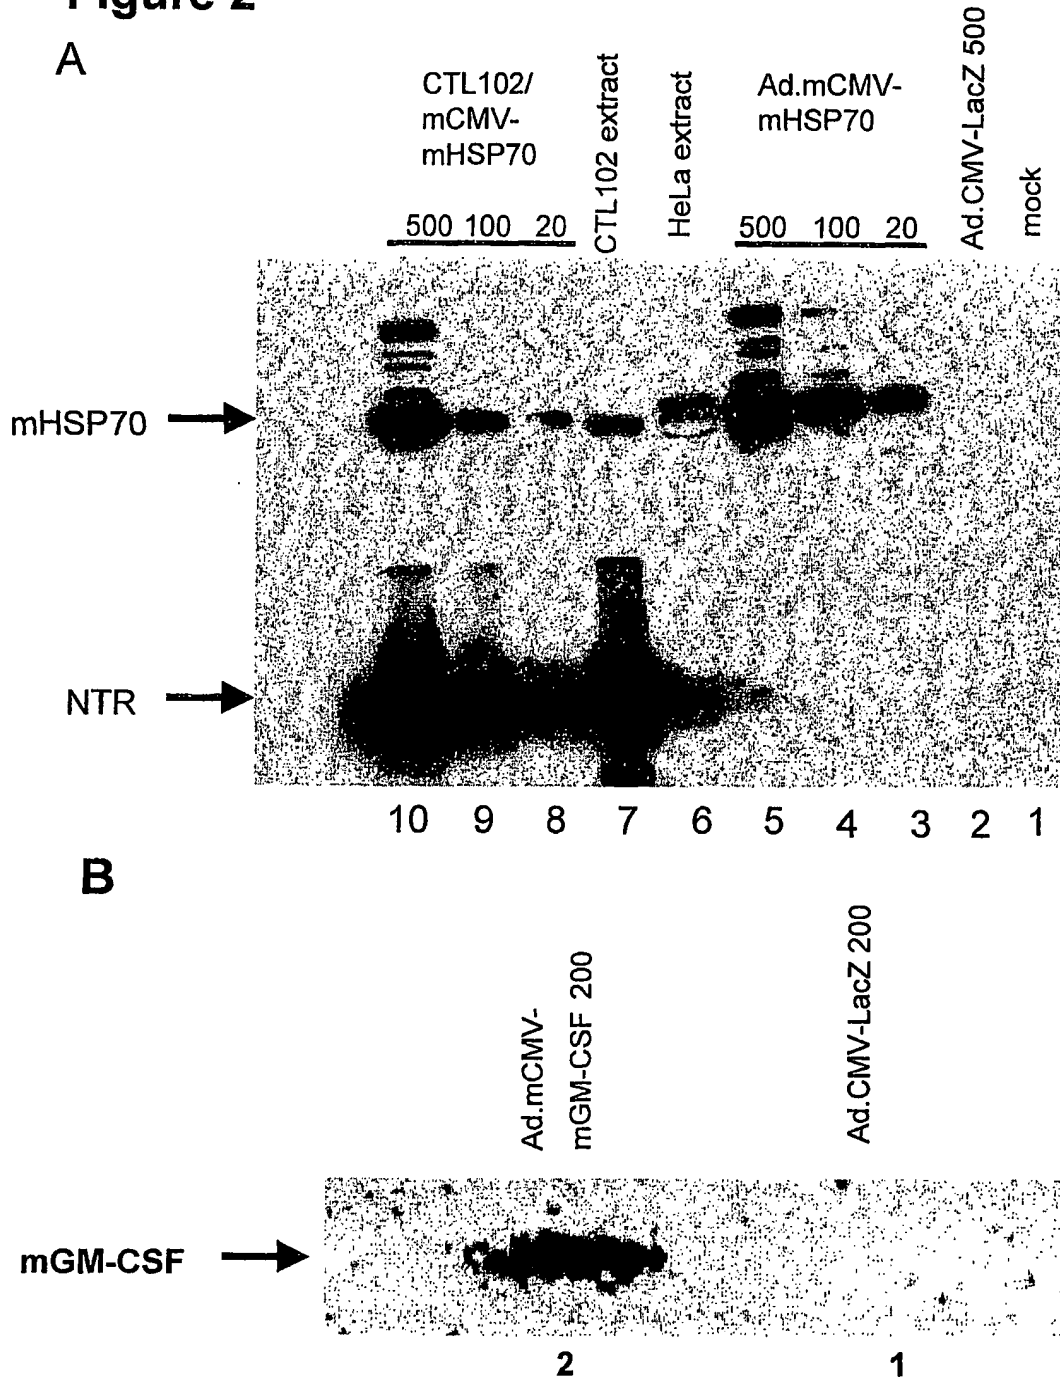 Figure 2
A
CTL102/
mCMV-
mHSP70
500 100 20
CTL102 extract
HeLa extract
Ad.mCMV-
mHSP70
500 100 20
Ad.CMV-LacZ 500
mock
mHSP70
NTR
10 9 8 7 6 5 4 3 2 1
B
Ad.mCMV-
mGM-CSF 200
Ad.CMV-LacZ 200
mGM-CSF
2 1